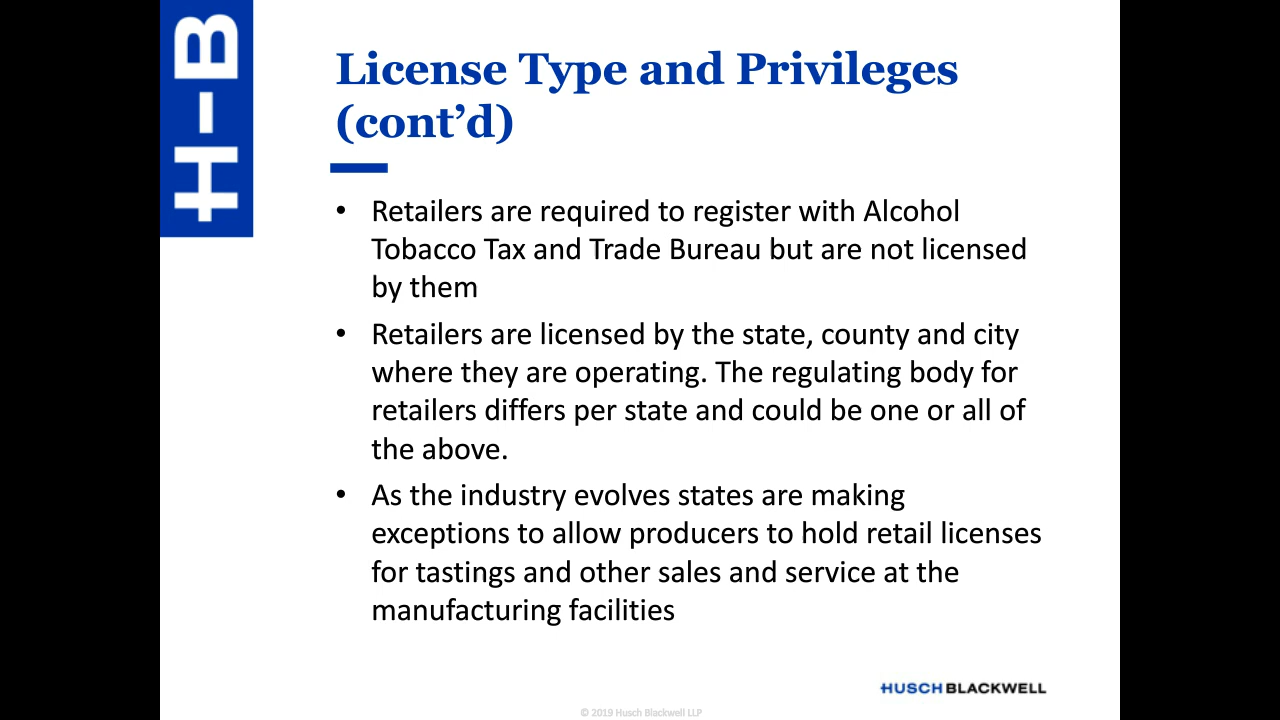 H-B
License Type and Privileges
(cont’d)
• Retailers are required to register with Alcohol
Tobacco Tax and Trade Bureau but are not licensed
by them
• Retailers are licensed by the state, county and city
where they are operating. The regulating body for
retailers differs per state and could be one or all of
the above.
• As the industry evolves states are making
exceptions to allow producers to hold retail licenses
for tastings and other sales and service at the
manufacturing facilities
HUSCH BLACKWELL
© 2019 Husch Blackwell LLP